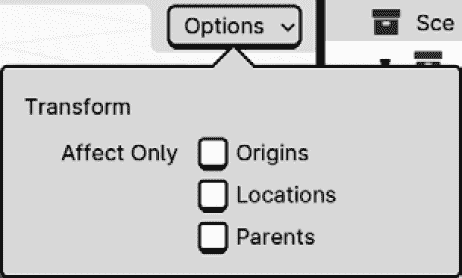 Options
Sce
Transform
Affect Only
Origins
Locations
Parents